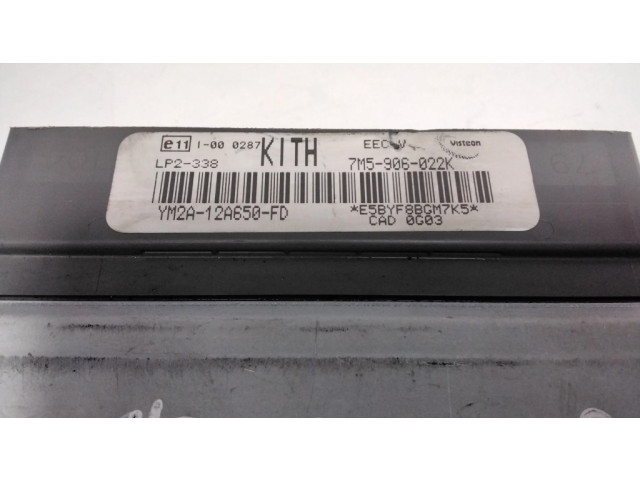 e11 I-00 0287 KITH EEC-V Visteon
LP2-338 7M5-906-022K
YM2A-12A650-FD *E5BYF8BGM7K5*
CAD 0G03